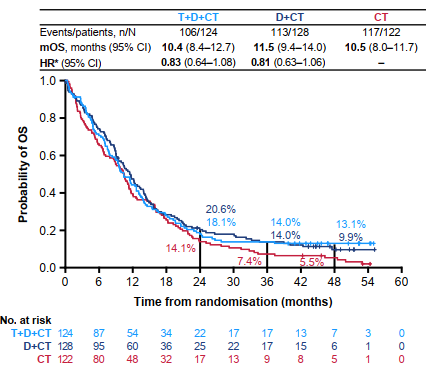 T+D+CT D+CT CT
Events/patients, n/N 106/124 113/128 117/122
mOS, months (95% CI) 10.4 (8.4–12.7) 11.5 (9.4–14.0) 10.5 (8.0–11.7)
HR* (95% CI) 0.83 (0.64–1.08) 0.81 (0.63–1.06) –
Probability of OS
1.0
0.8
0.6
0.4
0.2
0.0
20.6%
18.1%
14.1%
14.0%
14.0%
7.4%
13.1%
9.9%
5.5%
0 6 12 18 24 30 36 42 48 54 60
Time from randomisation (months)
No. at risk
T+D+CT 124 87 54 34 22 17 17 13 7 3 0
D+CT 128 95 60 36 25 22 17 15 6 1 0
CT 122 80 48 32 17 13 9 8 5 1 0